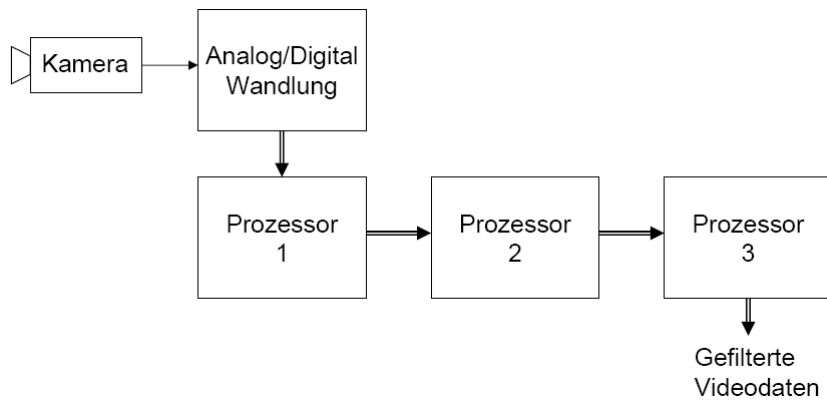 Kamera
Analog/Digital
Wandlung
Prozessor
1
Prozessor
2
Prozessor
3
Gefilterte
Videodaten